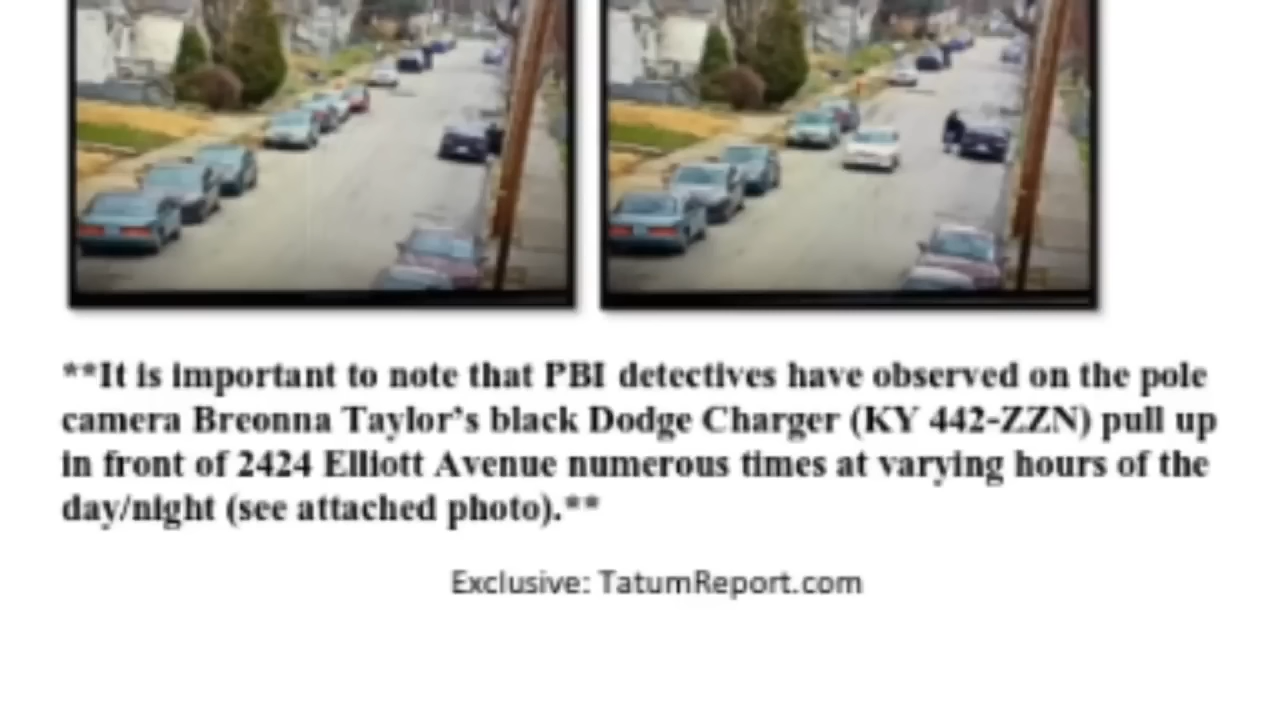 **It is important to note that PBI detectives have observed on the pole
camera Breonna Taylor's black Dodge Charger (KY 442-ZZN) pull up
in front of 2424 Elliott Avenue numerous times at varying hours of the
day/night (see attached photo).**
Exclusive: TatumReport.com